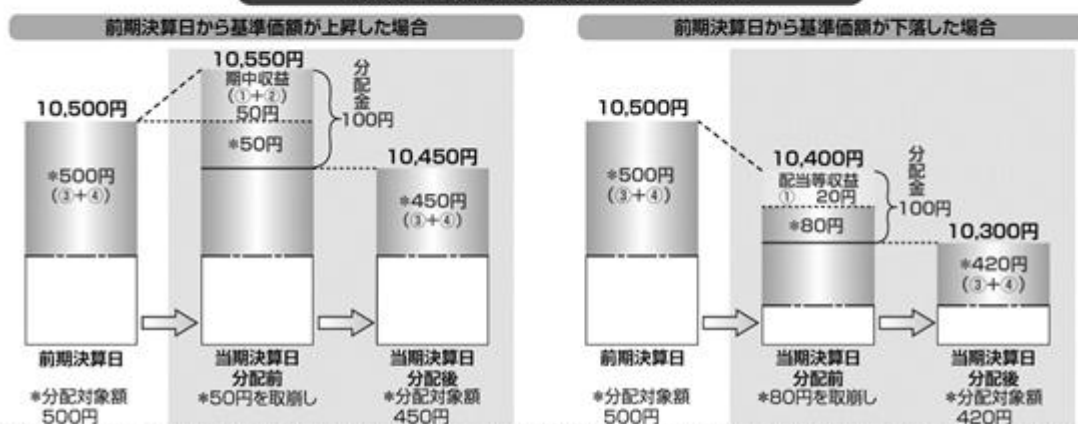 前期決算日から基準価額が上昇した場合
10,500円
*500円
(③+④)
前期決算日
*分配対象額
500円
10,550円
期中収益
(①+②)
50円
*50円
分配金
100円
当期決算日
分配前
*50円を取崩し
10,450円
*450円
(③+④)
当期決算日
分配後
*分配対象額
450円
前期決算日から基準価額が下落した場合
10,500円
*500円
(③+④)
前期決算日
*分配対象額
500円
10,400円
配当等収益
① 20円
*80円
分配金
100円
当期決算日
分配前
*80円を取崩し
10,300円
*420円
(③+④)
当期決算日
分配後
*分配対象額
420円